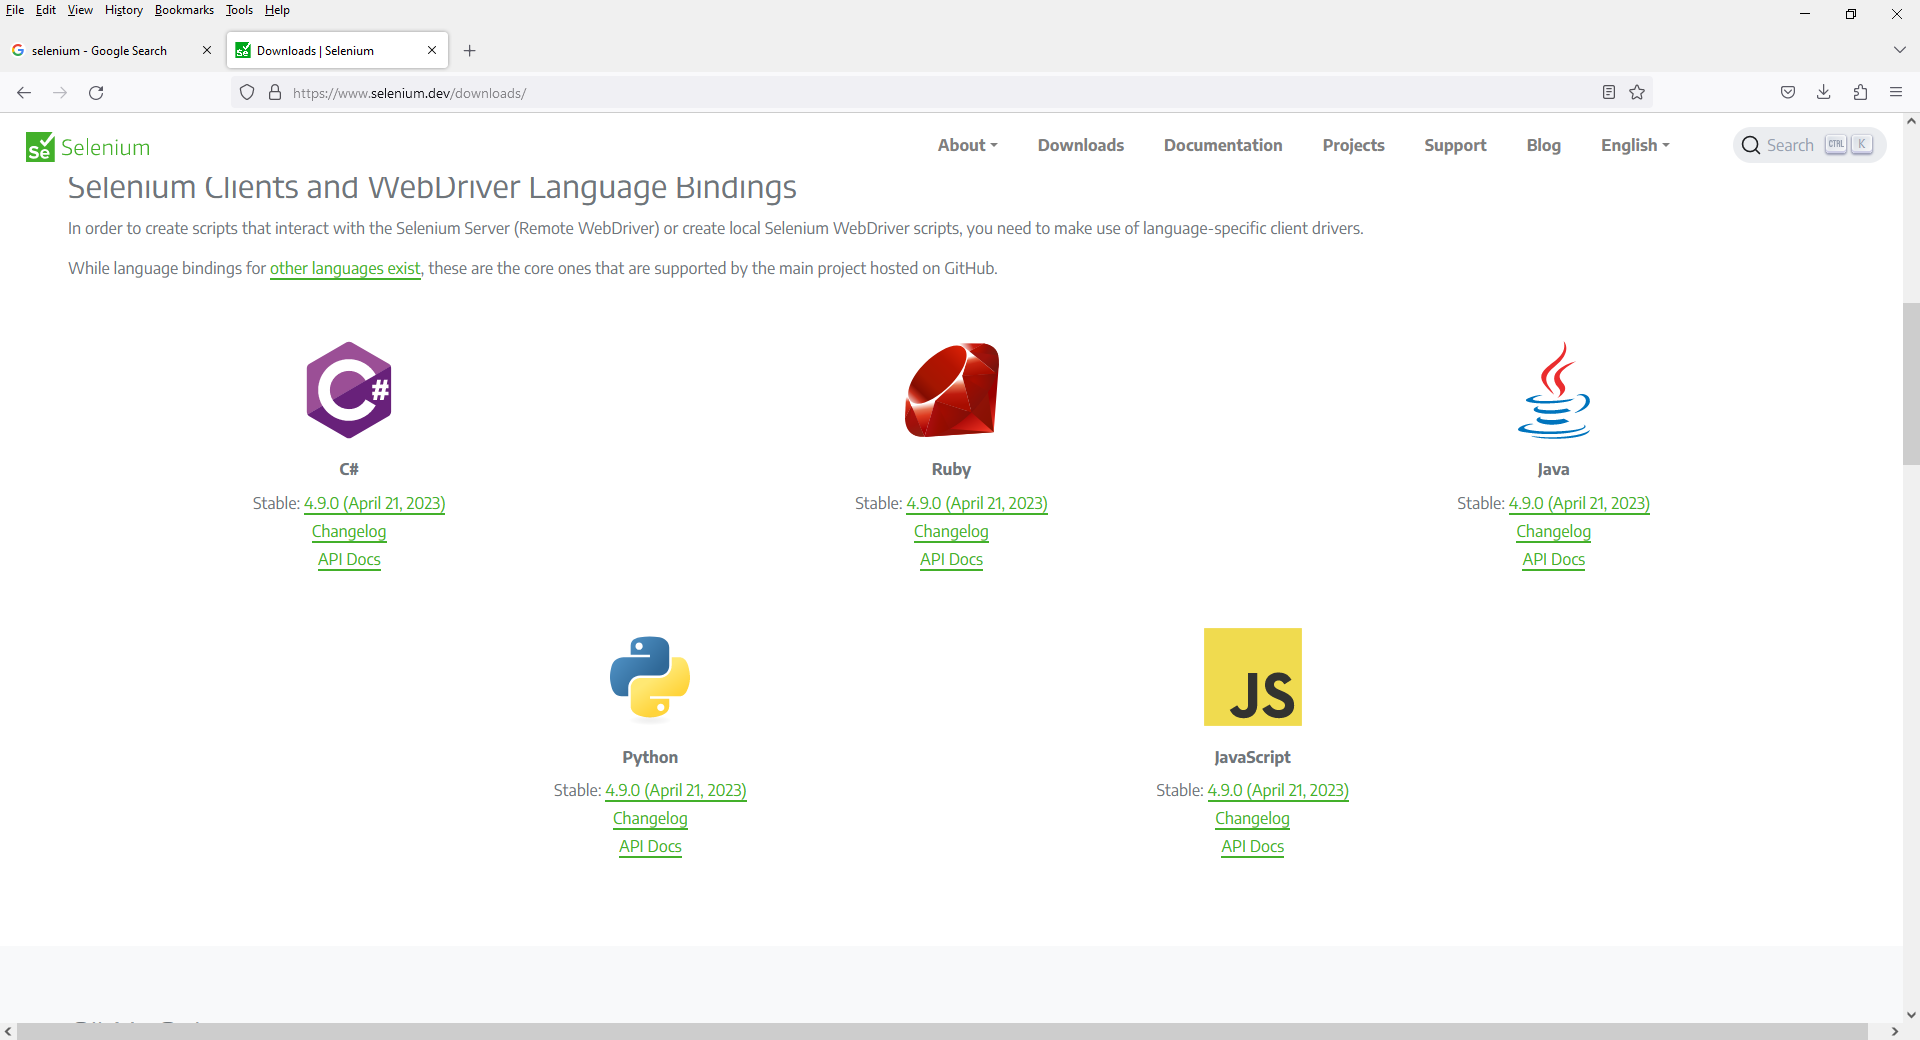 File Edit View History Bookmarks Tools Help
selenium - Google Search
Downloads | Selenium
https://www.selenium.dev/downloads/
Se Selenium
About Downloads Documentation Projects Support Blog English Search CTRL K
Selenium Clients and WebDriver Language Bindings
In order to create scripts that interact with the Selenium Server (Remote WebDriver) or create local Selenium WebDriver scripts, you need to make use of language-specific client drivers.
While language bindings for other languages exist, these are the core ones that are supported by the main project hosted on GitHub.
C#
C#
Stable: 4.9.0 (April 21, 2023)
Changelog
API Docs
Ruby
Stable: 4.9.0 (April 21, 2023)
Changelog
API Docs
Java
Stable: 4.9.0 (April 21, 2023)
Changelog
API Docs
Python
Stable: 4.9.0 (April 21, 2023)
Changelog
API Docs
JS
JavaScript
Stable: 4.9.0 (April 21, 2023)
Changelog
API Docs